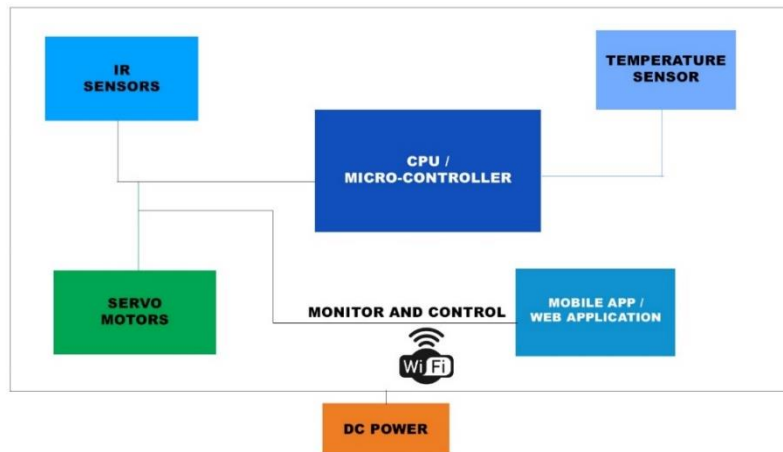 IR
SENSORS
TEMPERATURE
SENSOR
CPU /
MICRO-CONTROLLER
SERVO
MOTORS
MONITOR AND CONTROL
MOBILE APP /
WEB APPLICATION
WiFi
DC POWER